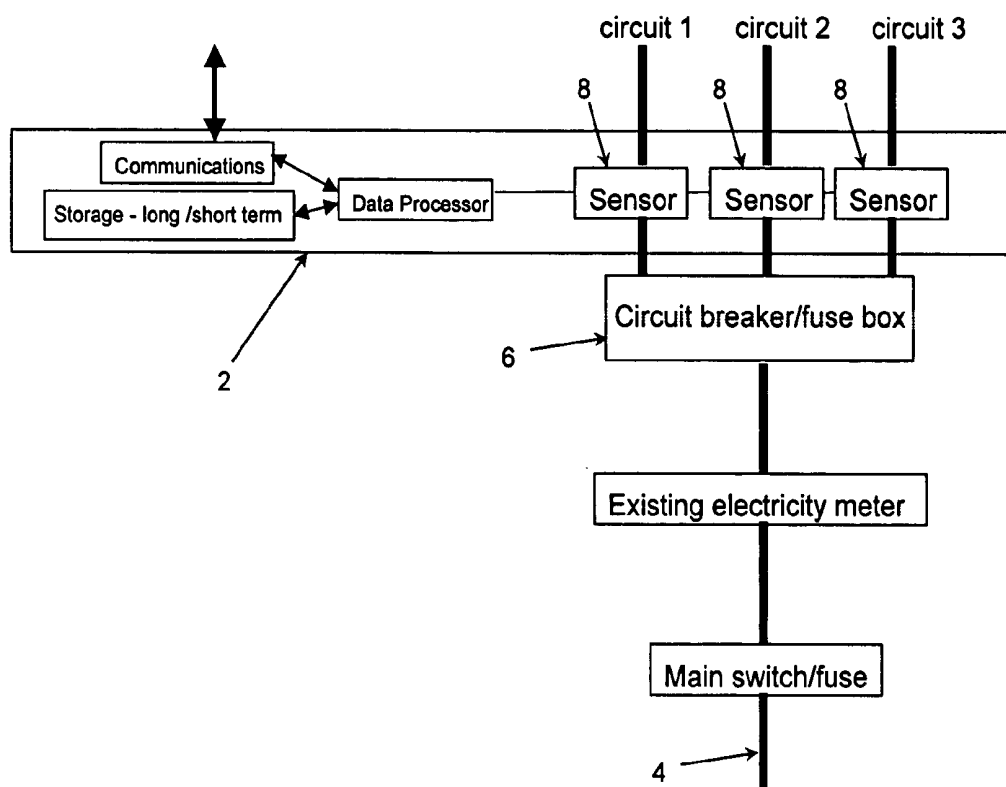 circuit 1 circuit 2 circuit 3
8 8 8
Communications
Storage - long /short term
Data Processor
Sensor Sensor Sensor
Circuit breaker/fuse box
6
2
Existing electricity meter
Main switch/fuse
4